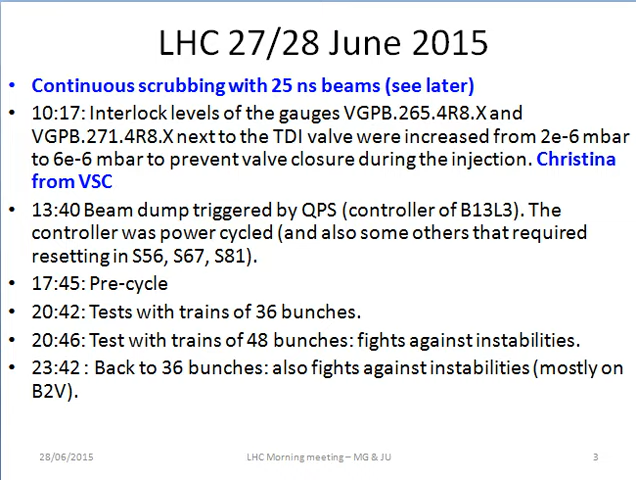 LHC 27/28 June 2015
• Continuous scrubbing with 25 ns beams (see later)
• 10:17: Interlock levels of the gauges VGPB.265.4R8.X and
VGPB.271.4R8.X next to the TDI valve were increased from 2e-6 mbar
to 6e-6 mbar to prevent valve closure during the injection. Christina
from VSC
• 13:40 Beam dump triggered by QPS (controller of B13L3). The
controller was power cycled (and also some others that required
resetting in S56, S67, S81).
• 17:45: Pre-cycle
• 20:42: Tests with trains of 36 bunches.
• 20:46: Test with trains of 48 bunches: fights against instabilities.
• 23:42 : Back to 36 bunches: also fights against instabilities (mostly on
B2V).
28/06/2015 LHC Morning meeting – MG & JU 3